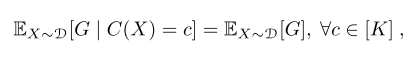 𝔼_{X∼𝒟}[G | C(X) = c] = 𝔼_{X∼𝒟}[G], ∀c ∈ [K] ,